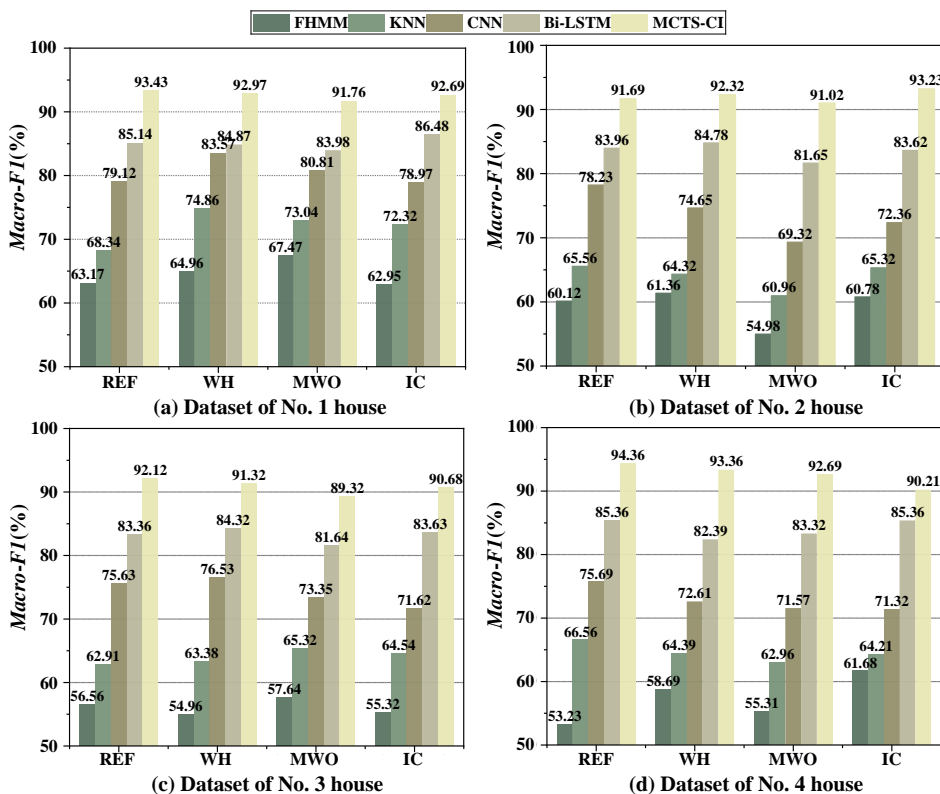 FHMM KNN CNN Bi-LSTM MCTS-CI
Macro-F1(%)
100
90
80
70
60
50
63.17 68.34 79.12 85.14 93.43
64.96 74.86 83.57 84.87 92.97
67.47 73.04 80.81 83.98 91.76
62.95 72.32 78.97 86.48 92.69
REF WH MWO IC
(a) Dataset of No. 1 house
Macro-F1(%)
100
90
80
70
60
50
60.12 65.56 78.23 83.96 91.69
61.36 64.32 74.65 84.78 92.32
54.98 60.96 69.32 81.65 91.02
60.78 65.32 72.36 83.62 93.23
REF WH MWO IC
(b) Dataset of No. 2 house
Macro-F1(%)
100
90
80
70
60
50
56.56 62.91 75.63 83.36 92.12
54.96 63.38 76.53 84.32 91.32
57.64 65.32 73.35 81.64 89.32
55.32 64.54 71.62 83.63 90.68
REF WH MWO IC
(c) Dataset of No. 3 house
Macro-F1(%)
100
90
80
70
60
50
53.23 66.56 75.69 85.36 94.36
58.69 64.39 72.61 82.39 93.36
55.31 62.96 71.57 83.32 92.69
61.68 64.21 71.32 85.36 90.21
REF WH MWO IC
(d) Dataset of No. 4 house